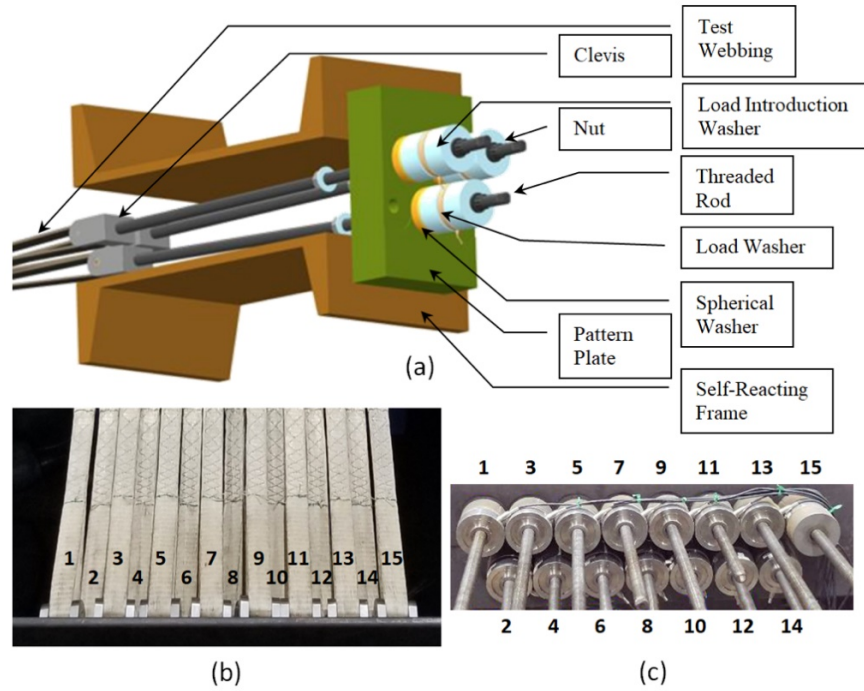 Test
Webbing
Clevis
Load Introduction
Washer
Nut
Threaded
Rod
Load Washer
Spherical
Washer
Pattern
Plate
(a)
Self-Reacting
Frame
1 3 5 7 9 11 13 15
1 3 5 7 9 11 13 15
2 4 6 8 10 12 14
2 4 6 8 10 12 14
(b)
(c)